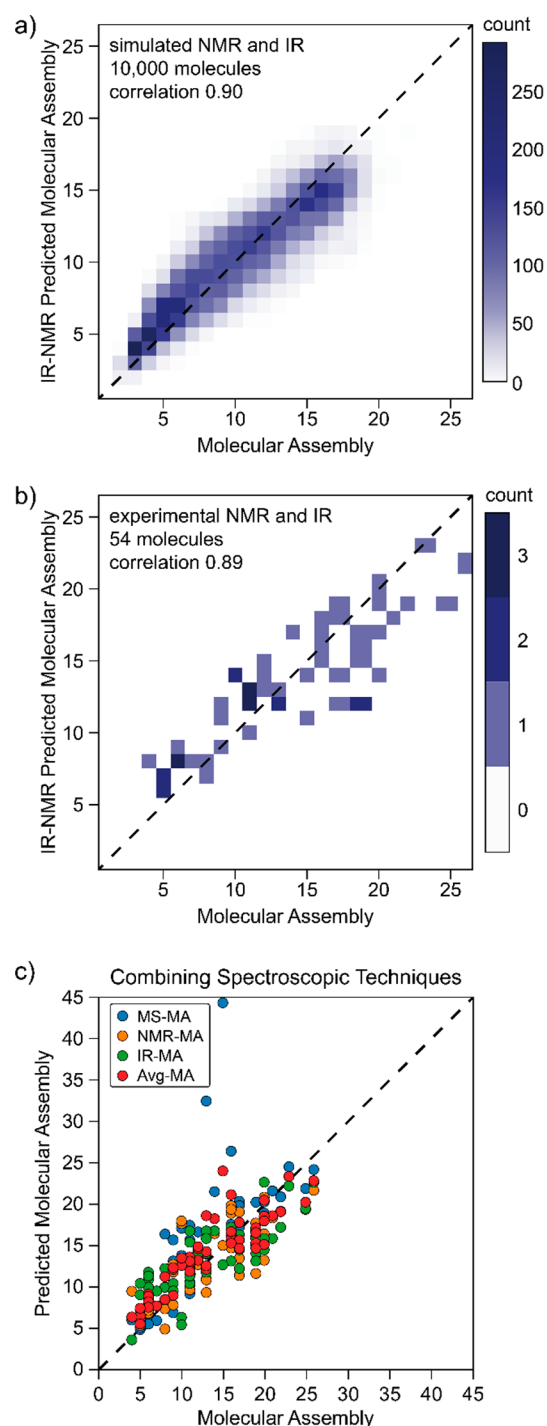 a)
simulated NMR and IR
10,000 molecules
correlation 0.90
IR-NMR Predicted Molecular Assembly
25
20
15
10
5
5 10 15 20 25
Molecular Assembly
count
250
200
150
100
50
0
b)
experimental NMR and IR
54 molecules
correlation 0.89
IR-NMR Predicted Molecular Assembly
25
20
15
10
5
5 10 15 20 25
Molecular Assembly
count
3
2
1
0
c)
Combining Spectroscopic Techniques
MS-MA
NMR-MA
IR-MA
Avg-MA
Predicted Molecular Assembly
45
40
35
30
25
20
15
10
5
0
0 5 10 15 20 25 30 35 40 45
Molecular Assembly